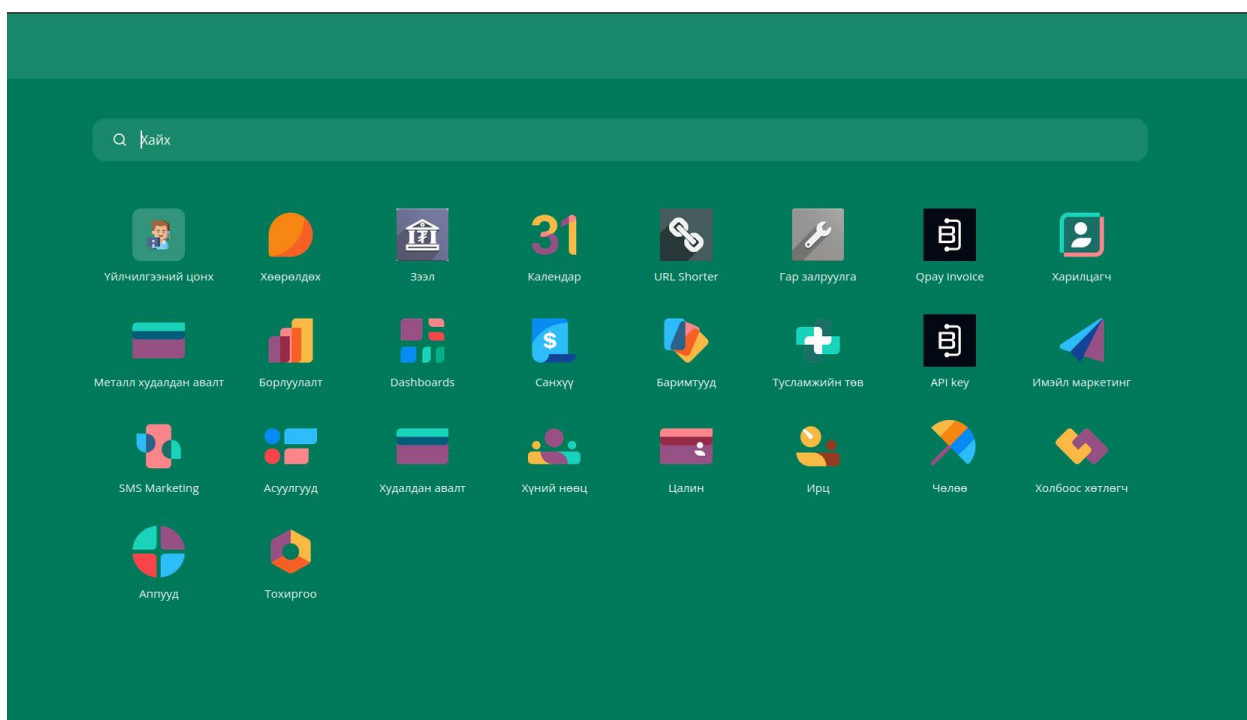 Хайх
Үйлчилгээний цонх
Хөөрөлдөх
Зээл
31
Календар
URL Shorter
Гар залруулга
Qpay Invoice
Харилцагч
Металл худалдан авалт
Борлуулалт
Dashboards
$
Санхүү
Баримтууд
Тусламжийн төв
API key
Имэйл маркетинг
SMS Marketing
Асуулгууд
Худалдан авалт
Хүний нөөц
Цалин
Ирц
Чөлөө
Холбоос хөтлөгч
Аппууд
Тохиргоо